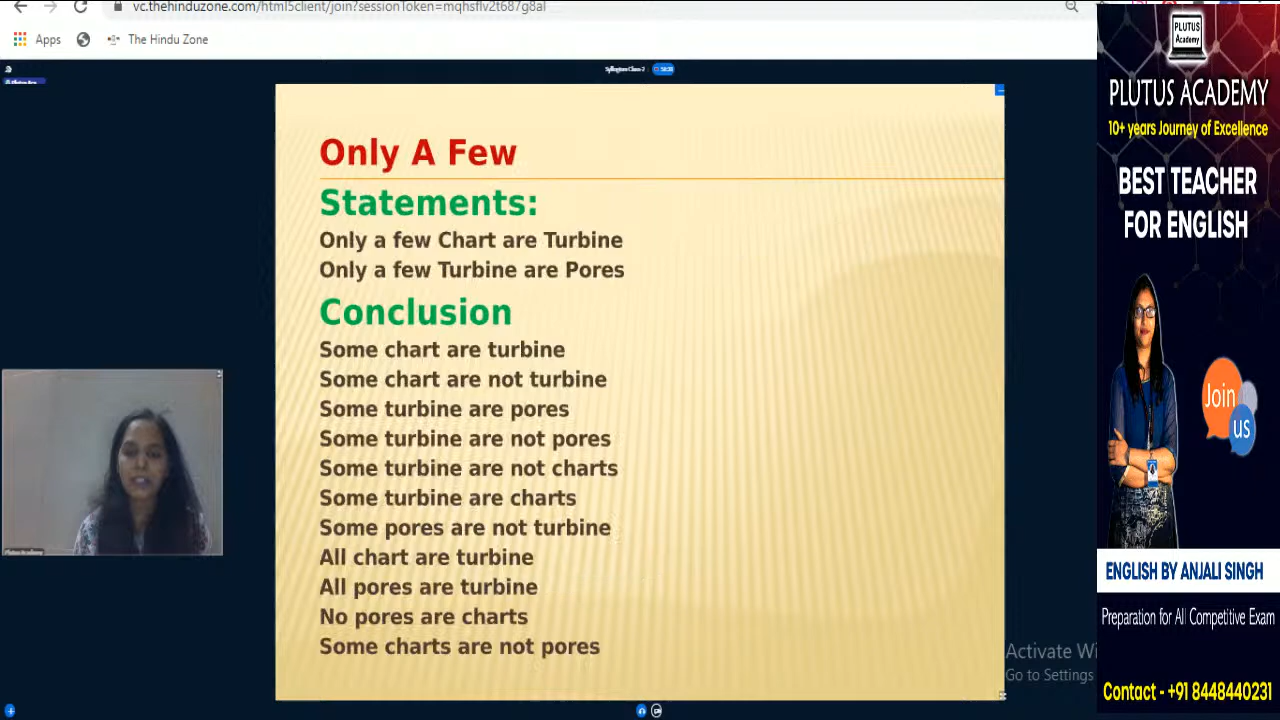 vc.thehinduzone.com/html5client/join?sessionToken=mqhsflv2t687g8al
Apps
The Hindu Zone
Syllogism Class 2
Only A Few
Statements:
Only a few Chart are Turbine
Only a few Turbine are Pores
Conclusion
Some chart are turbine
Some chart are not turbine
Some turbine are pores
Some turbine are not pores
Some turbine are not charts
Some turbine are charts
Some pores are not turbine
All chart are turbine
All pores are turbine
No pores are charts
Some charts are not pores
Activate Wi
Go to Settings
PLUTUS
Academy
PLUTUS ACADEMY
10+ years Journey of Excellence
BEST TEACHER
FOR ENGLISH
Join
us
ENGLISH BY ANJALI SINGH
Preparation for All Competitive Exam
Contact - +91 8448440231